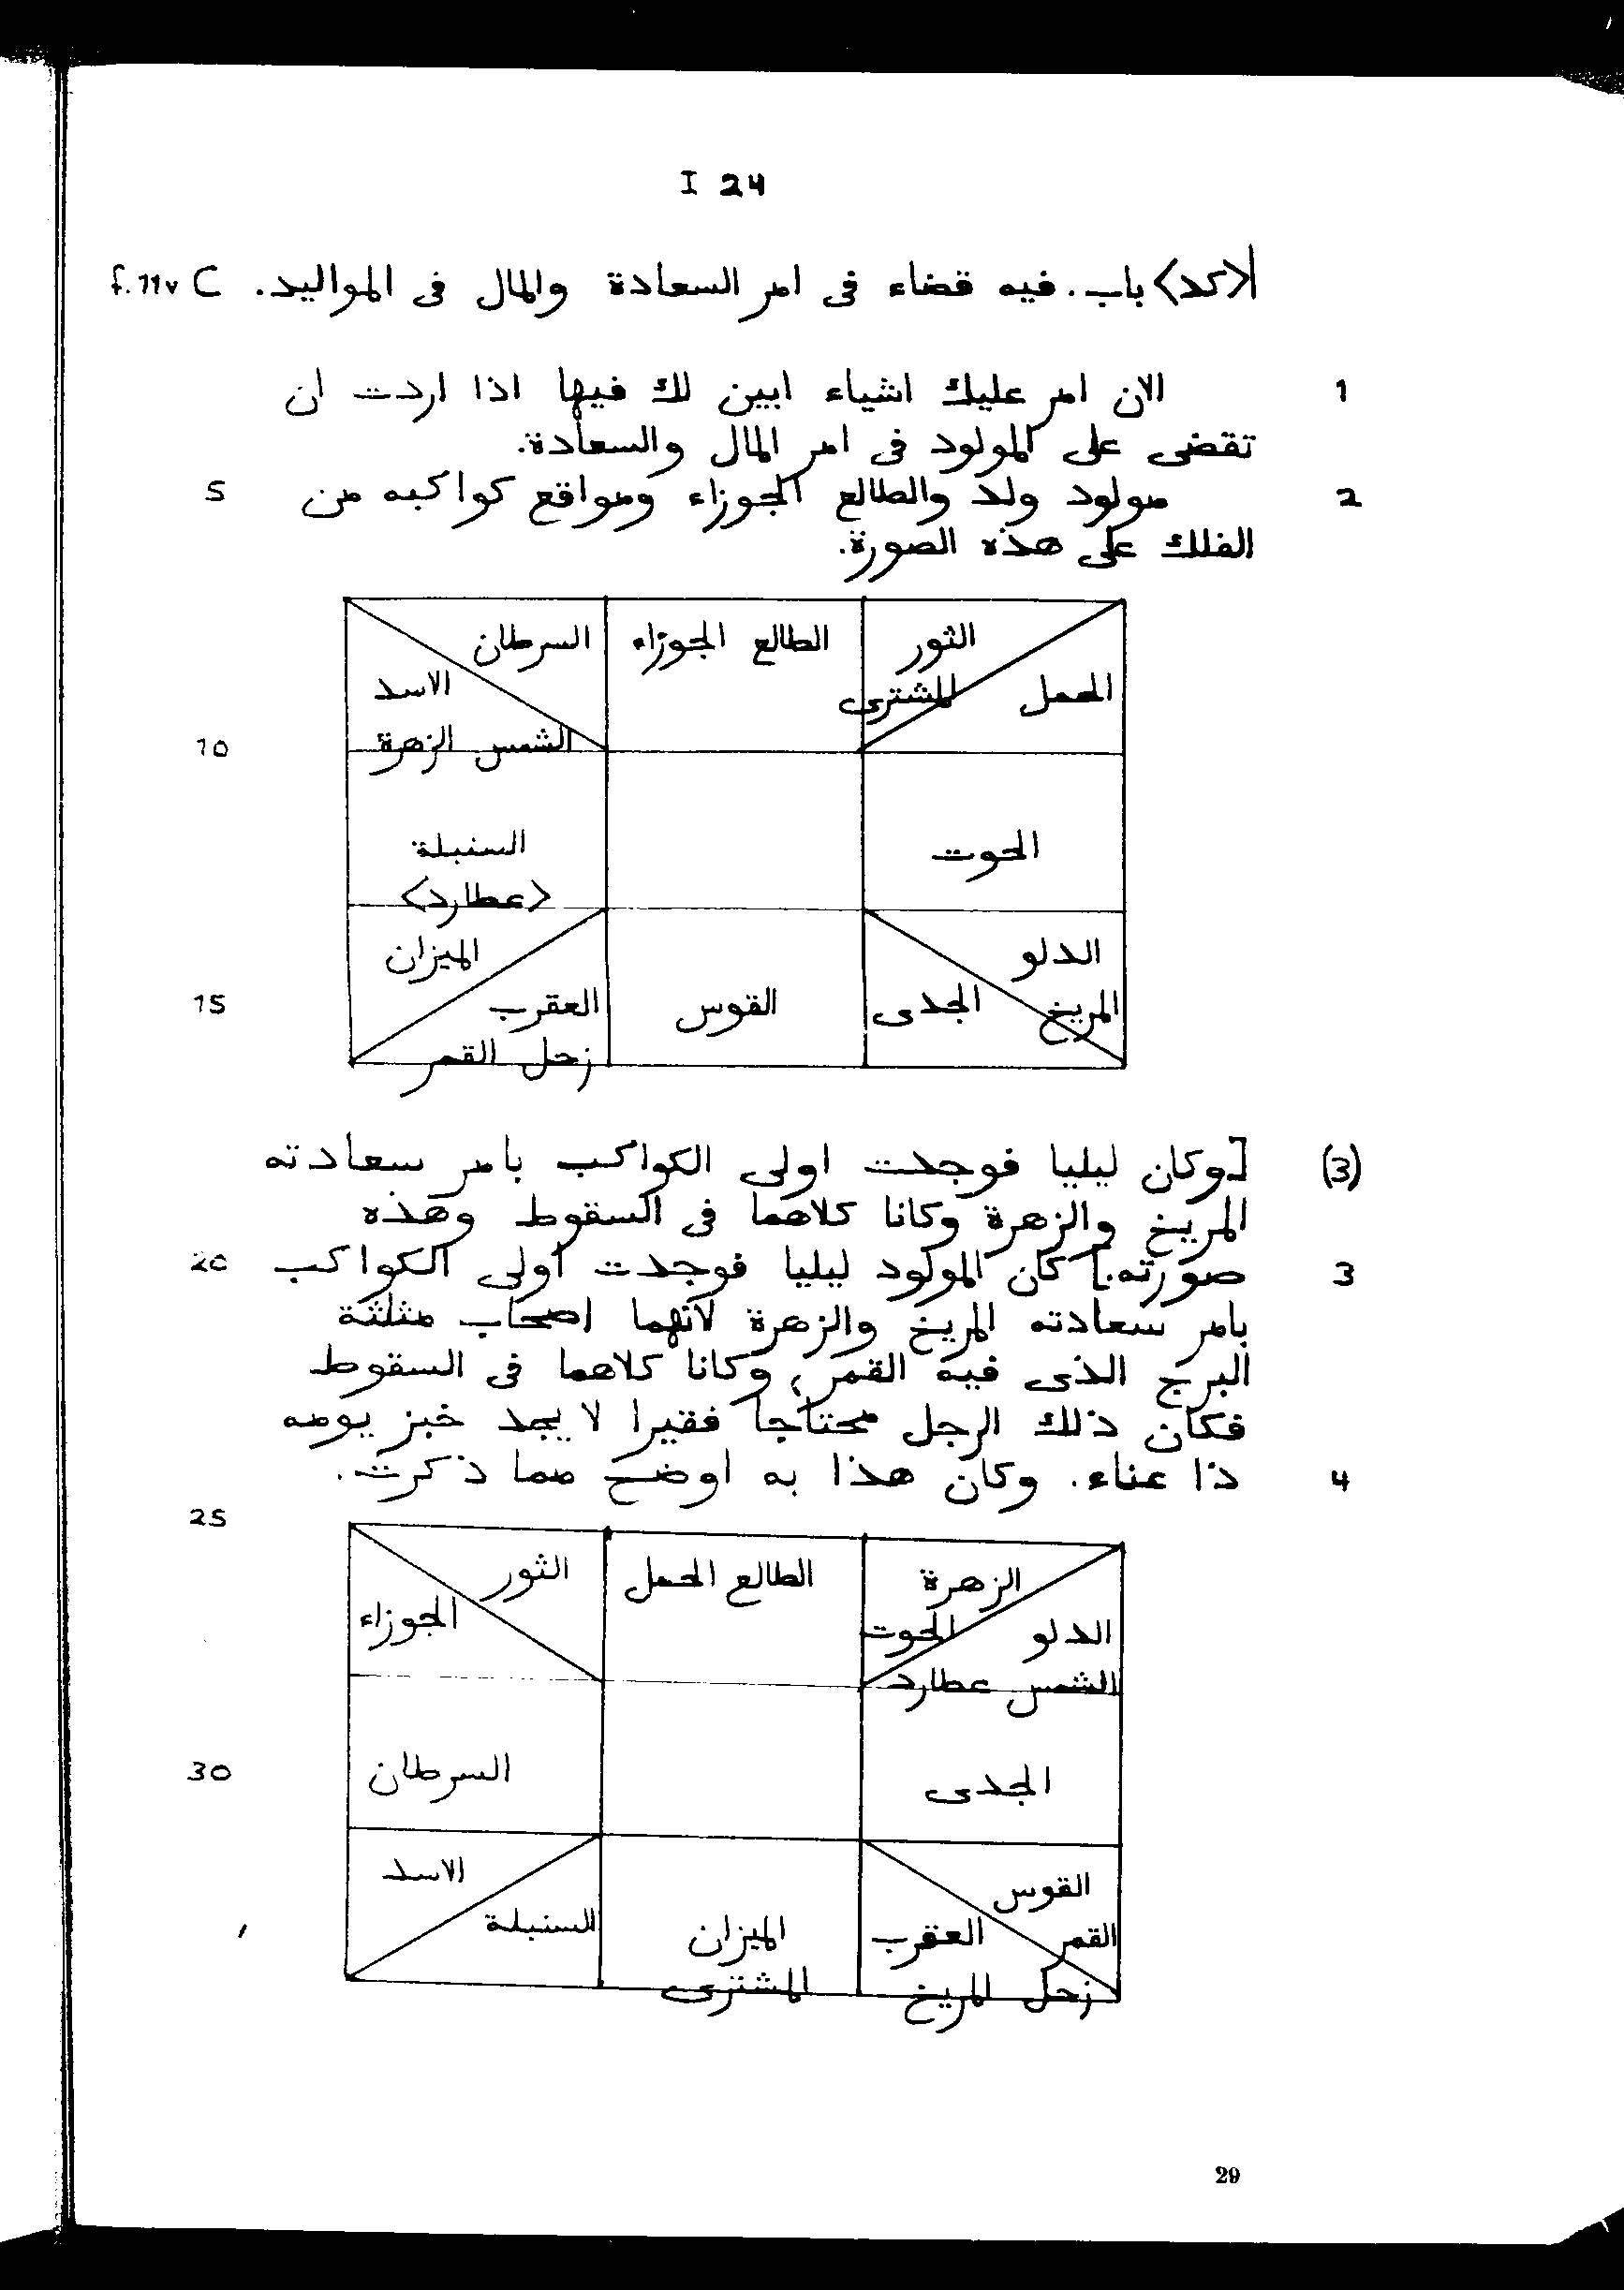 I 24
|<كد> باب. فيه قضاء فى امر السعادة والمال فى المواليد. f. 11v C
1 الان امر عليك اشياء ابين لك فيها اذا اردت ان
تقضى على المولود فى امر المال والسعادة.
2 مولود ولد والطالع الجوزاء ومواقع كواكبه من 5
الفلك على هذه الصورة.
الثور الطالع الجوزاء السرطان
الحمل المشترى الاسد
الشمس الزهرة 10
الحوت السنبلة
<عطارد>
الدلو الميزان
المريخ الجدى القوس العقرب 15
زحل القمر
(3) [وكان ليليا فوجدت اولى الكواكب بامر سعادته
المريخ والزهرة وكانا كلاهما فى السقوط وهذه
3 صورته.] كان المولود ليليا فوجدت اولى الكواكب 20
بامر سعادته المريخ والزهرة لانهما اصحاب مثلثة
البرج الذى فيه القمر، وكانا كلاهما فى السقوط
فكان ذلك الرجل محتاجا فقيرا لا يجد خبز يومه
4 ذا عناء. وكان هذا به اوضح مما ذكرت.
25
الزهرة الطالع الحمل الثور
الدلو الحوت الجوزاء
الشمس عطارد
الجدى السرطان 30
القوس الاسد
القمر العقرب الميزان السنبلة
زحل المريخ المشترى
29